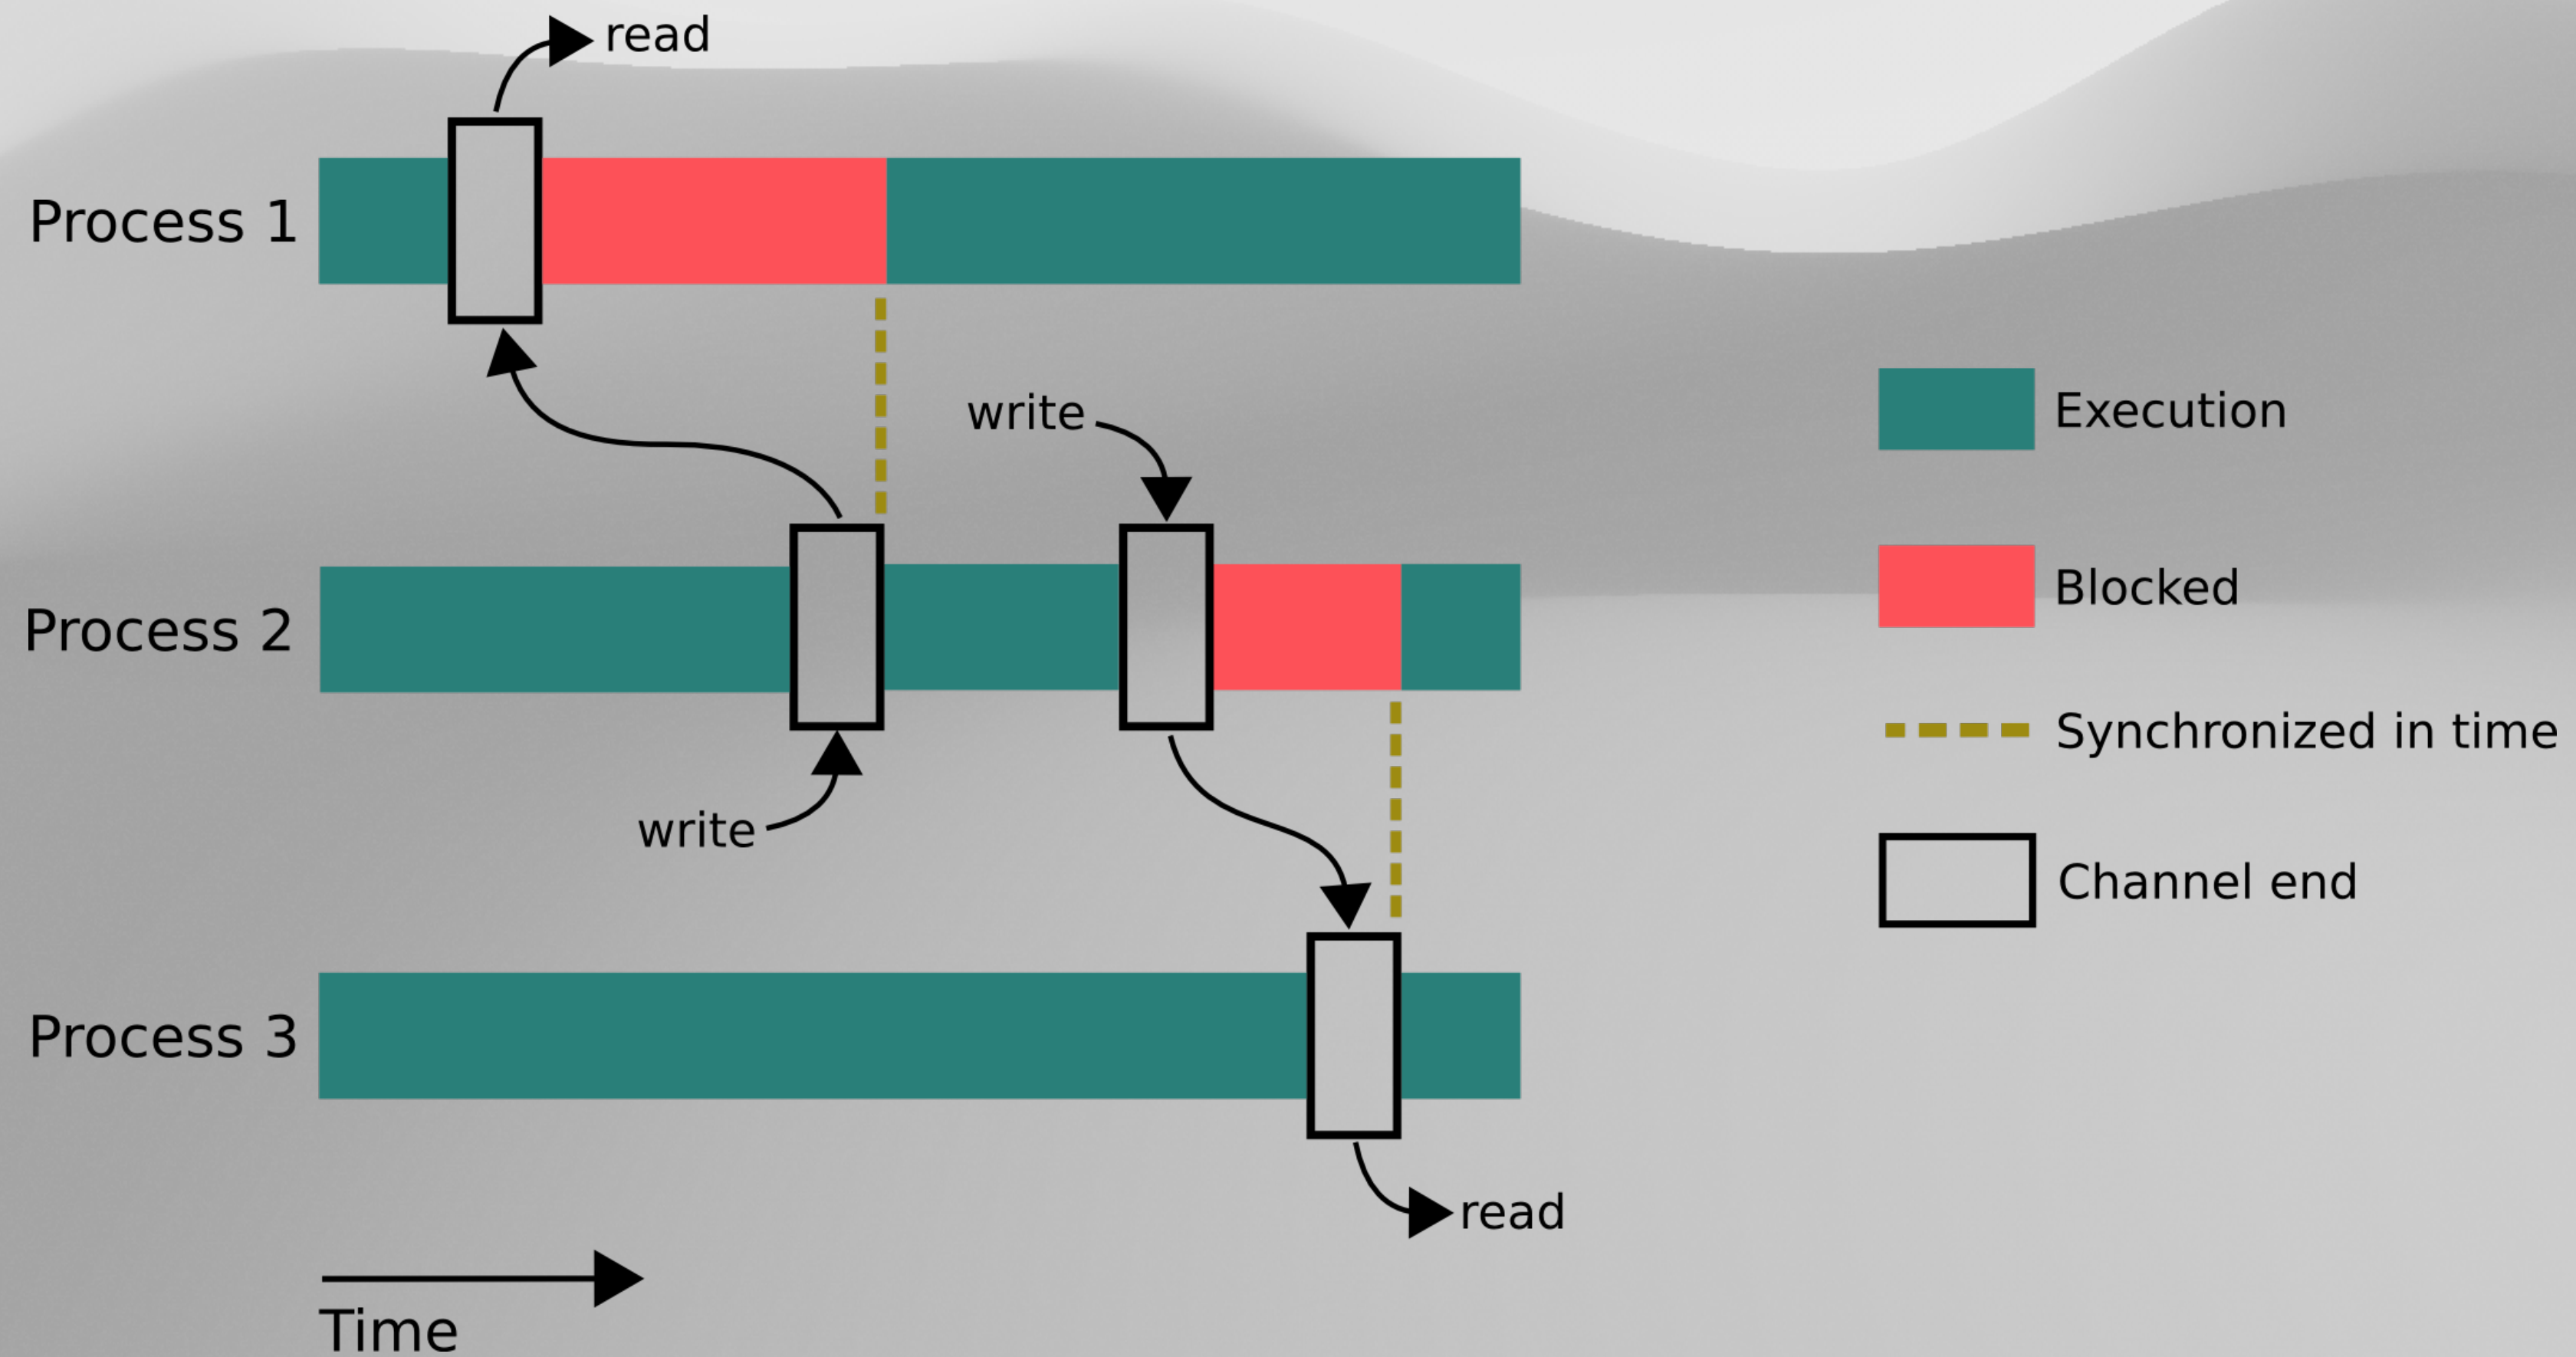 read
Process 1
write
Process 2
write
Process 3
read
Time
Execution
Blocked
Synchronized in time
Channel end